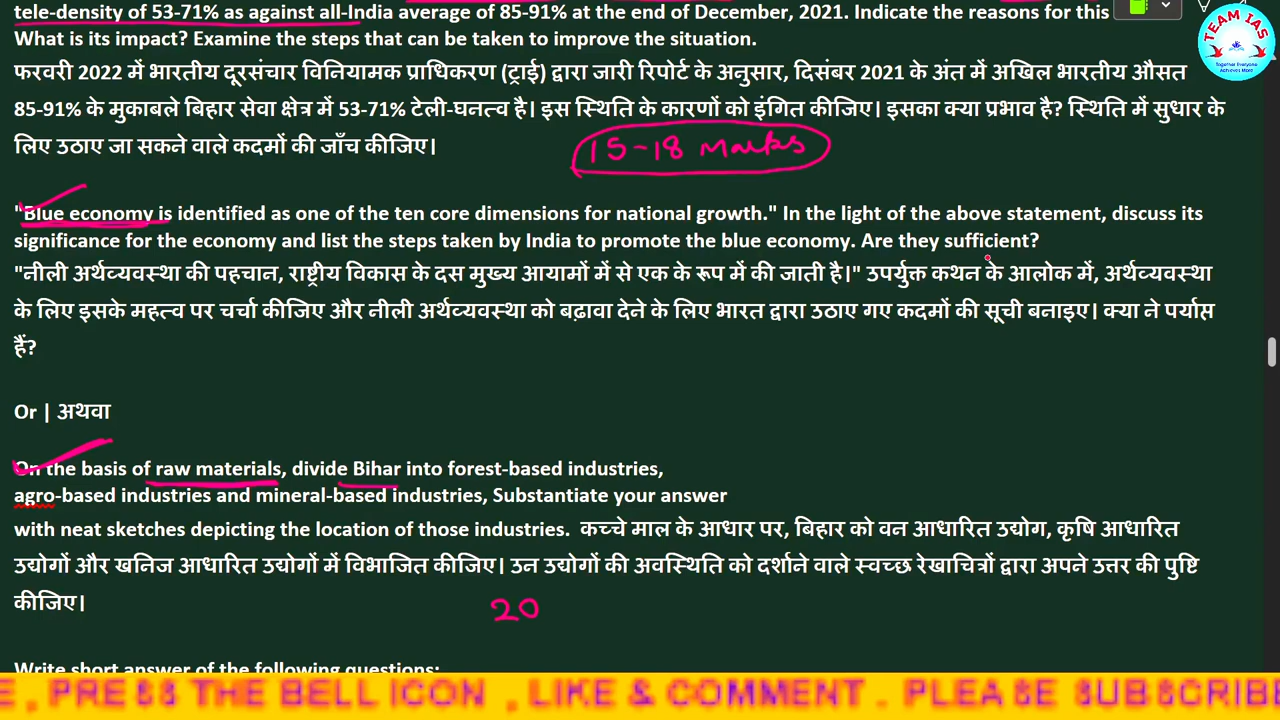 tele-density of 53-71% as against all-India average of 85-91% at the end of December, 2021. Indicate the reasons for this
What is its impact? Examine the steps that can be taken to improve the situation.
फरवरी 2022 में भारतीय दूरसंचार विनियामक प्राधिकरण (ट्राई) द्वारा जारी रिपोर्ट के अनुसार, दिसंबर 2021 के अंत में अखिल भारतीय औसत
85-91% के मुकाबले बिहार सेवा क्षेत्र में 53-71% टेली-घनत्व है। इस स्थिति के कारणों को इंगित कीजिए। इसका क्या प्रभाव है? स्थिति में सुधार के
लिए उठाए जा सकने वाले कदमों की जाँच कीजिए।
15-18 Marks
"Blue economy is identified as one of the ten core dimensions for national growth." In the light of the above statement, discuss its
significance for the economy and list the steps taken by India to promote the blue economy. Are they sufficient?
"नीली अर्थव्यवस्था की पहचान, राष्ट्रीय विकास के दस मुख्य आयामों में से एक के रूप में की जाती है।" उपर्युक्त कथन के आलोक में, अर्थव्यवस्था
के लिए इसके महत्व पर चर्चा कीजिए और नीली अर्थव्यवस्था को बढ़ावा देने के लिए भारत द्वारा उठाए गए कदमों की सूची बनाइए। क्या ने पर्याप्त
हैं?
Or | अथवा
On the basis of raw materials, divide Bihar into forest-based industries,
agro-based industries and mineral-based industries, Substantiate your answer
with neat sketches depicting the location of those industries. कच्चे माल के आधार पर, बिहार को वन आधारित उद्योग, कृषि आधारित
उद्योगों और खनिज आधारित उद्योगों में विभाजित कीजिए। उन उद्योगों की अवस्थिति को दर्शाने वाले स्वच्छ रेखाचित्रों द्वारा अपने उत्तर की पुष्टि
कीजिए।
20
Write short answer of the following questions:
E , PRESS THE BELL ICON , LIKE & COMMENT . PLEASE SUBSCRIBE
TEAM IAS